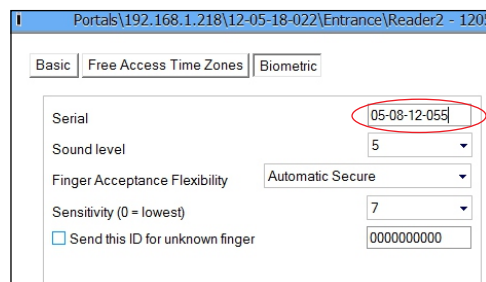 Portals\192.168.1.218\12-05-18-022\Entrance\Reader2 - 1205
Basic Free Access Time Zones Biometric
Serial 05-08-12-055
Sound level 5
Finger Acceptance Flexibility Automatic Secure
Sensitivity (0 = lowest) 7
Send this ID for unknown finger 0000000000